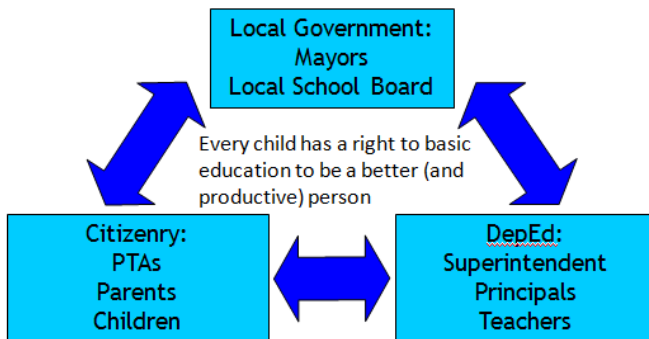 Local Government:
Mayors
Local School Board
Every child has a right to basic
education to be a better (and
productive) person
Citizenry:
PTAs
Parents
Children
DepEd:
Superintendent
Principals
Teachers